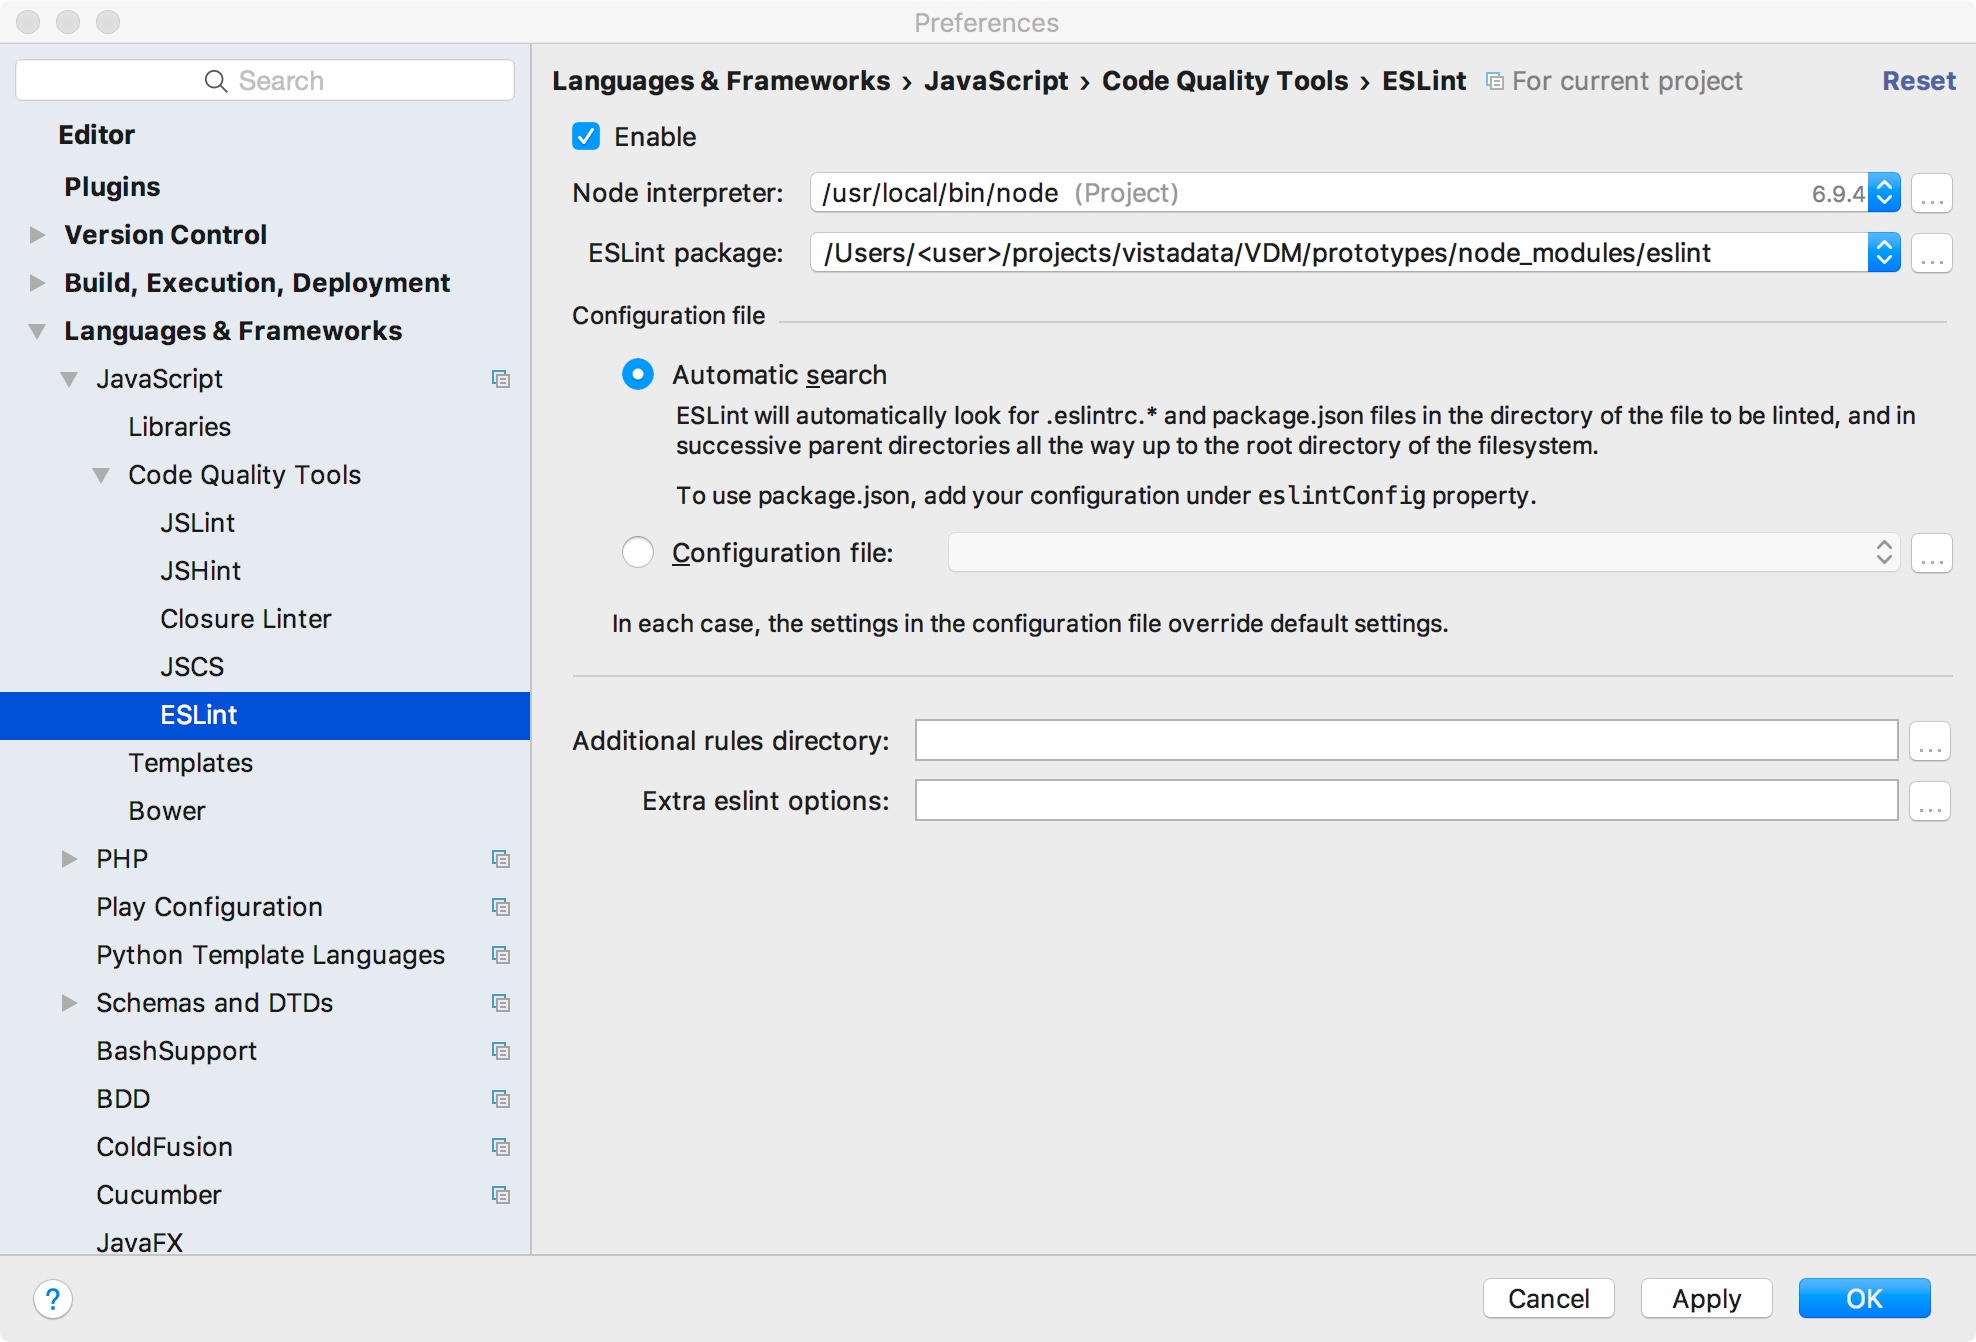 Preferences
Search
Editor
Plugins
Version Control
Build, Execution, Deployment
Languages & Frameworks
JavaScript
Libraries
Code Quality Tools
JSLint
JSHint
Closure Linter
JSCS
ESLint
Templates
Bower
PHP
Play Configuration
Python Template Languages
Schemas and DTDs
BashSupport
BDD
ColdFusion
Cucumber
JavaFX
Languages & Frameworks › JavaScript › Code Quality Tools › ESLint For current project Reset
Enable
Node interpreter: /usr/local/bin/node (Project) 6.9.4 ...
ESLint package: /Users/<user>/projects/vistadata/VDM/prototypes/node_modules/eslint ...
Configuration file
Automatic search
ESLint will automatically look for .eslintrc.* and package.json files in the directory of the file to be linted, and in
successive parent directories all the way up to the root directory of the filesystem.
To use package.json, add your configuration under eslintConfig property.
Configuration file: ...
In each case, the settings in the configuration file override default settings.
Additional rules directory: ...
Extra eslint options: ...
? Cancel Apply OK